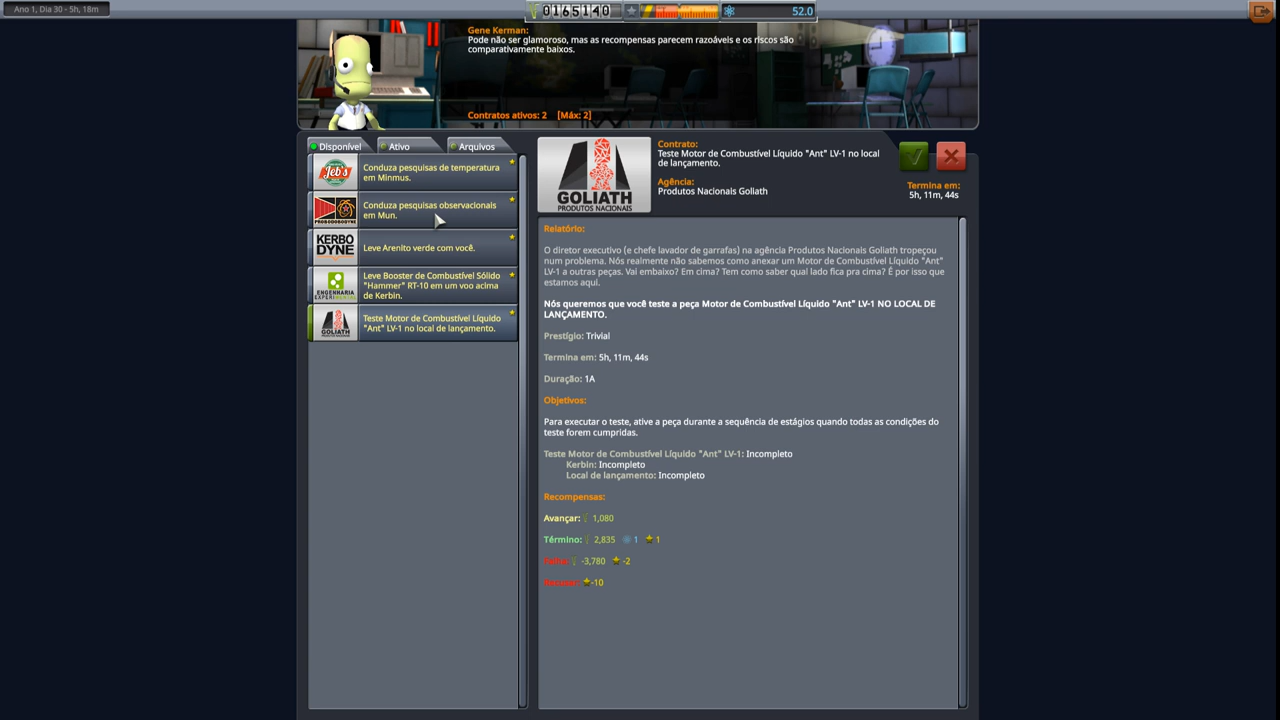 Ano 1, Dia 30 - 5h, 18m
0165140
52.0
Gene Kerman:
Pode não ser glamoroso, mas as recompensas parecem razoáveis e os riscos são
comparativamente baixos.
Contratos ativos: 2 [Máx: 2]
Disponível
Ativo
Arquivos
Jeb's
Conduza pesquisas de temperatura
em Minmus.
PROBODOBODYNE
Conduza pesquisas observacionais
em Mun.
KERBO
DYNE
Leve Arenito verde com você.
ENGENHARIA
EXPERIMENTAL
Leve Booster de Combustível Sólido
"Hammer" RT-10 em um voo acima
de Kerbin.
GOLIATH
Teste Motor de Combustível Líquido
"Ant" LV-1 no local de lançamento.
GOLIATH
PRODUTOS NACIONAIS
Contrato:
Teste Motor de Combustível Líquido "Ant" LV-1 no local
de lançamento.
Agência:
Produtos Nacionais Goliath
Termina em:
5h, 11m, 44s
Relatório:
O diretor executivo (e chefe lavador de garrafas) na agência Produtos Nacionais Goliath tropeçou
num problema. Nós realmente não sabemos como anexar um Motor de Combustível Líquido "Ant"
LV-1 a outras peças. Vai embaixo? Em cima? Tem como saber qual lado fica pra cima? É por isso que
estamos aqui.
Nós queremos que você teste a peça Motor de Combustível Líquido "Ant" LV-1 NO LOCAL DE
LANÇAMENTO.
Prestígio: Trivial
Termina em: 5h, 11m, 44s
Duração: 1A
Objetivos:
Para executar o teste, ative a peça durante a sequência de estágios quando todas as condições do
teste forem cumpridas.
Teste Motor de Combustível Líquido "Ant" LV-1: Incompleto
Kerbin: Incompleto
Local de lançamento: Incompleto
Recompensas:
Avançar: 1,080
Término: 2,835 1 1
-3,780 -2
-10